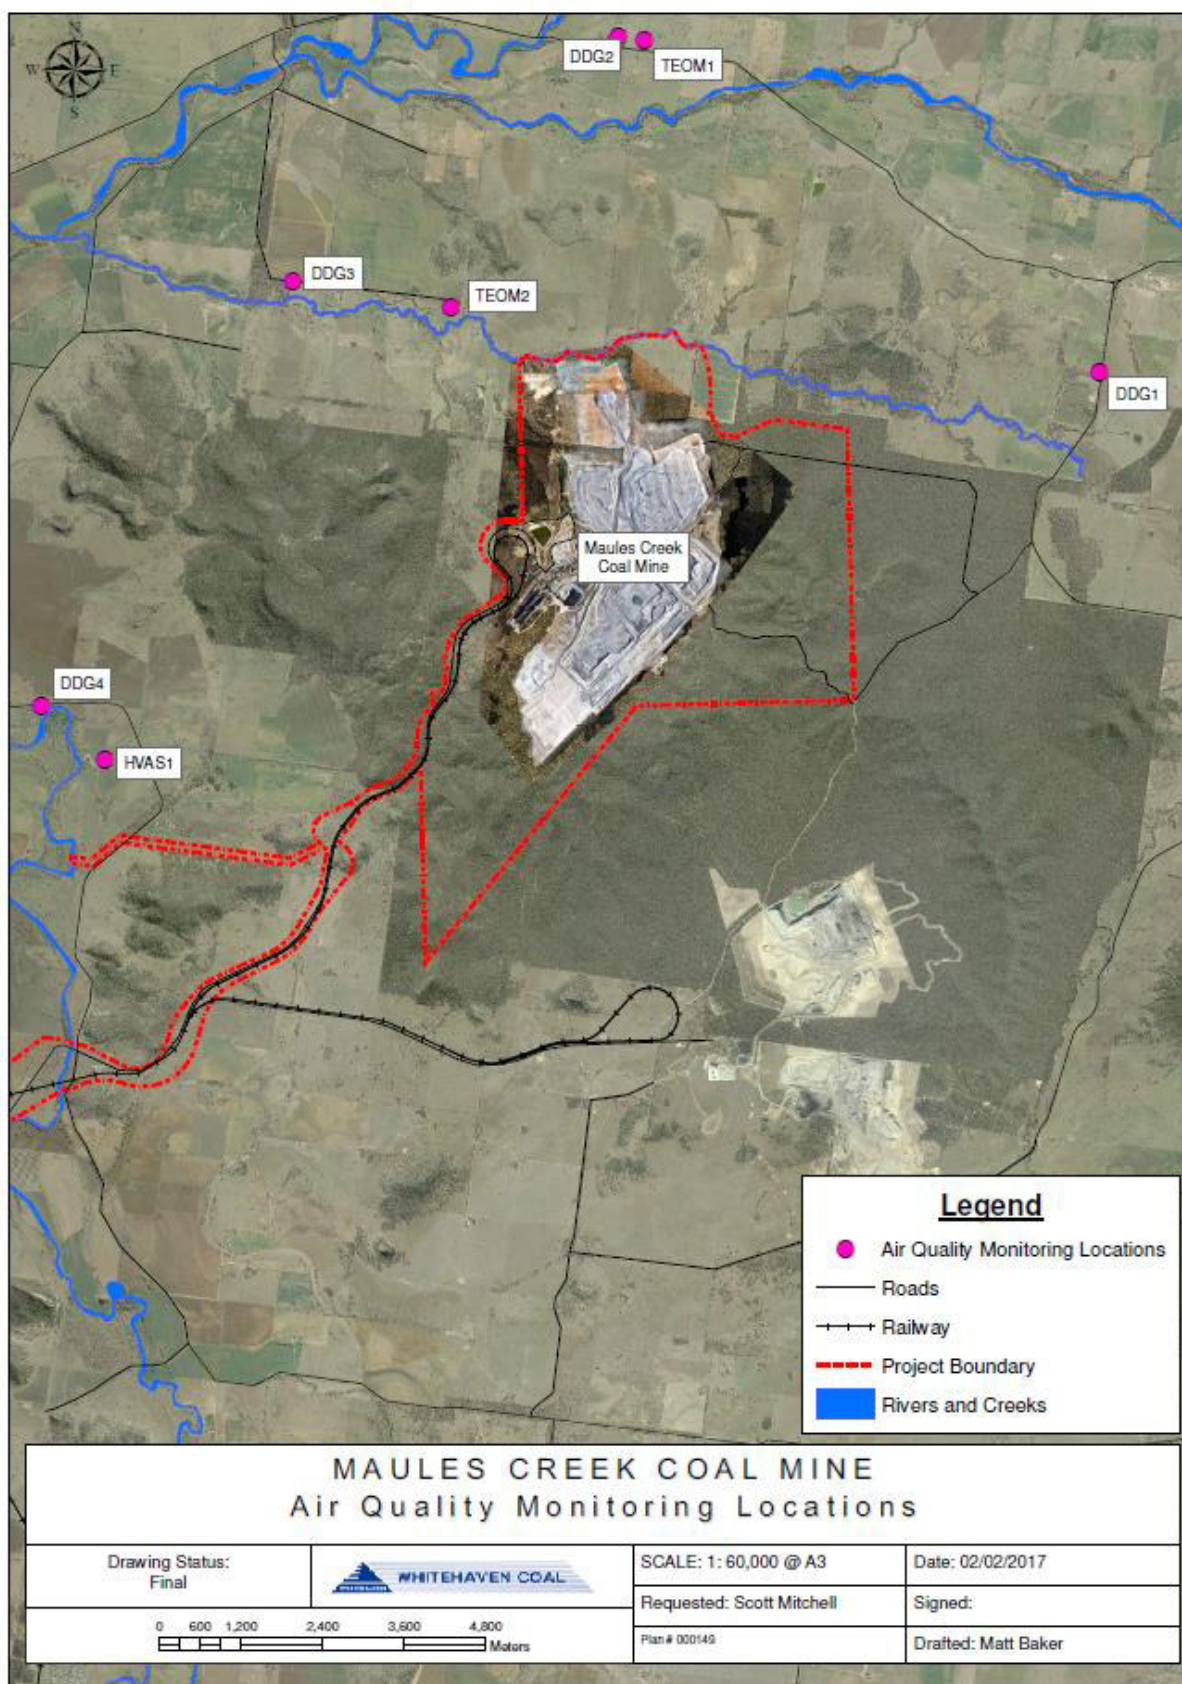 N
W E
S
DDG2
TEOM1
DDG3
TEOM2
DDG1
Maules Creek
Coal Mine
DDG4
HVAS1
Legend
Air Quality Monitoring Locations
Roads
Railway
Project Boundary
Rivers and Creeks
MAULES CREEK COAL MINE
Air Quality Monitoring Locations
Drawing Status:
Final
WHITEHAVEN COAL
SCALE: 1: 60,000 @ A3
Date: 02/02/2017
Requested: Scott Mitchell
Signed:
0 600 1,200 2,400 3,600 4,800
Meters
Plan # 000149
Drafted: Matt Baker